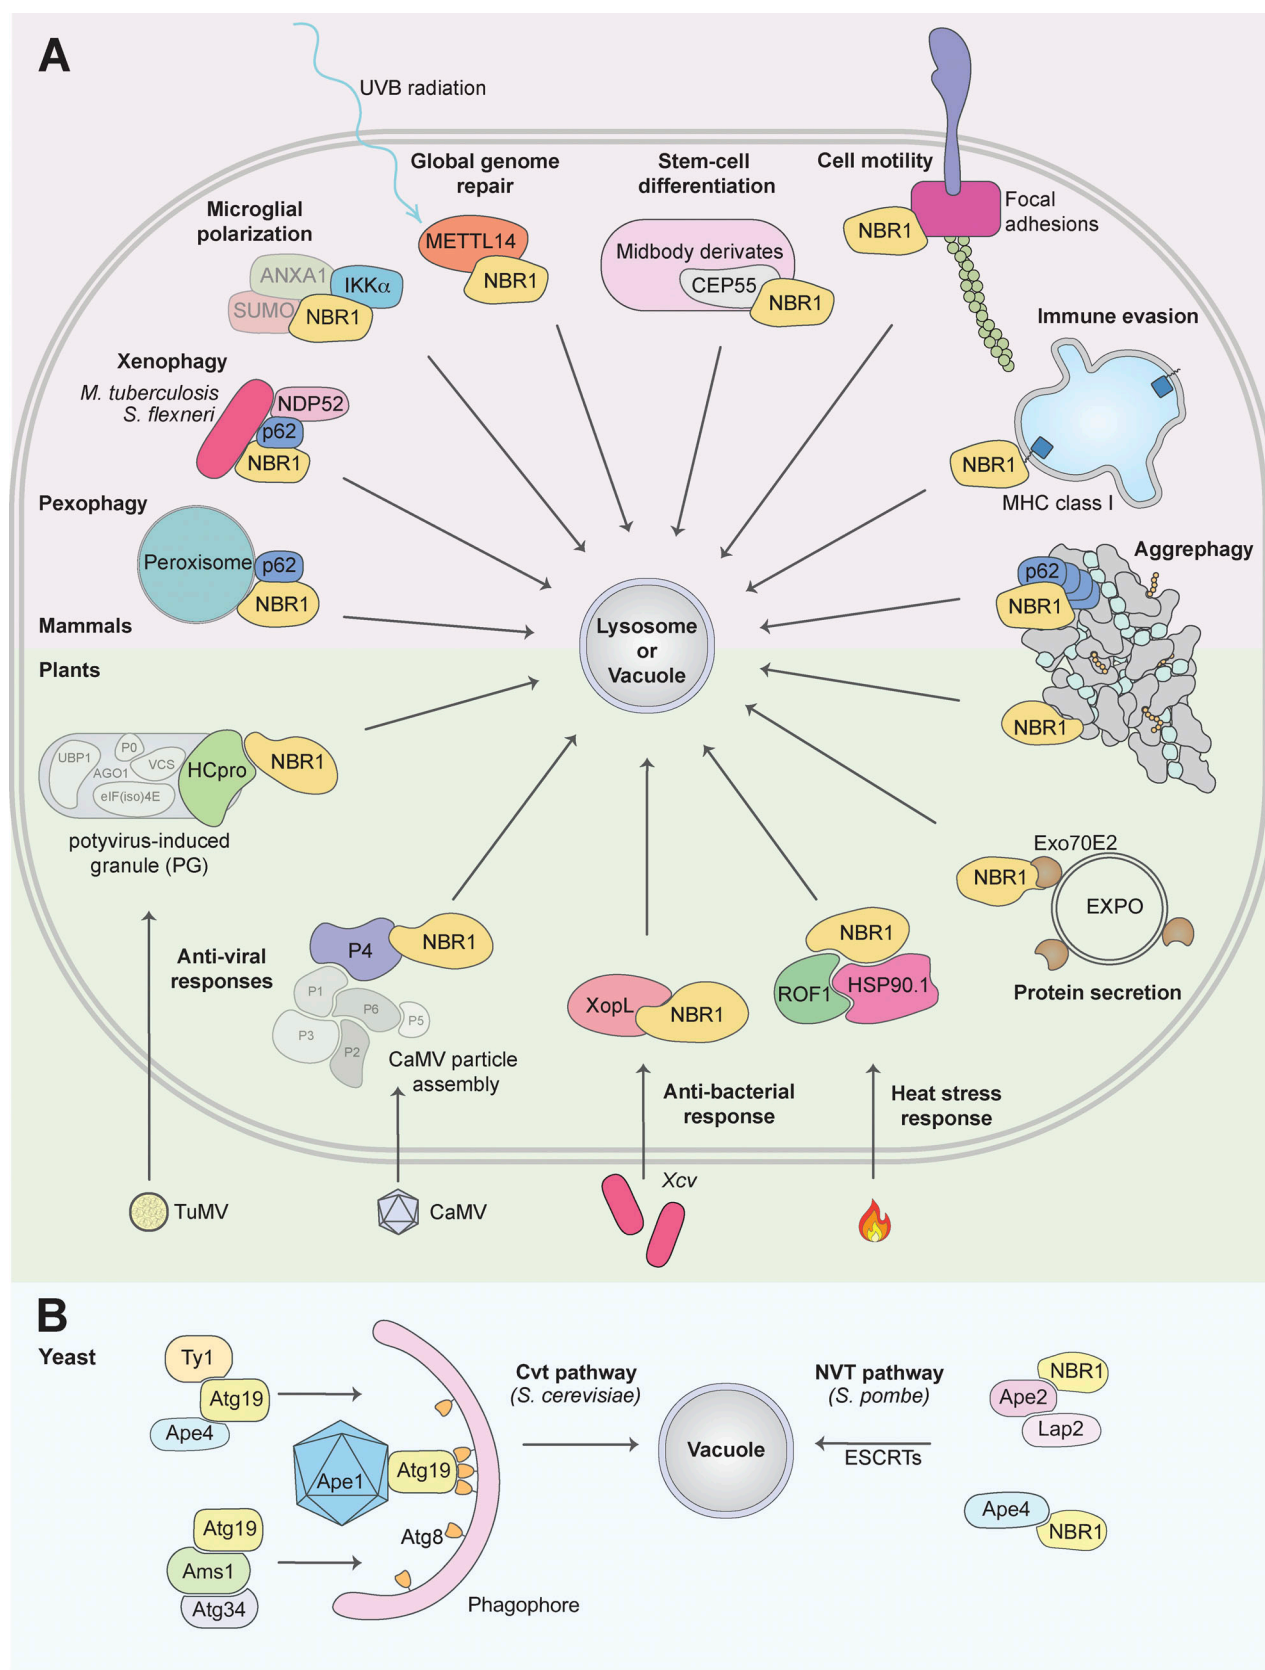 A
UVB radiation
Global genome
repair
METTL14
NBR1
Stem-cell
differentiation
Midbody derivates
CEP55
NBR1
Cell motility
NBR1
Focal
adhesions
Microglial
polarization
ANXA1
IKKα
SUMO
NBR1
Immune evasion
NBR1
MHC class I
Xenophagy
M. tuberculosis
S. flexneri
NDP52
p62
NBR1
Pexophagy
Peroxisome
p62
NBR1
Aggrephagy
p62
NBR1
NBR1
Mammals
Plants
Lysosome
or
Vacuole
UBP1
P0
AGO1
VCS
eIF(iso)4E
HCpro
NBR1
potyvirus-induced
granule (PG)
Anti-viral
responses
P4
NBR1
P1
P6
P5
P3
P2
CaMV particle
assembly
XopL
NBR1
NBR1
ROF1
HSP90.1
Exo70E2
NBR1
EXPO
Protein secretion
Anti-bacterial
response
Heat stress
response
TuMV
CaMV
Xcv
B
Yeast
Ty1
Atg19
Ape4
Ape1
Atg19
Atg8
Atg19
Ams1
Atg34
Phagophore
Cvt pathway
(S. cerevisiae)
Vacuole
NVT pathway
(S. pombe)
ESCRTs
NBR1
Ape2
Lap2
Ape4
NBR1